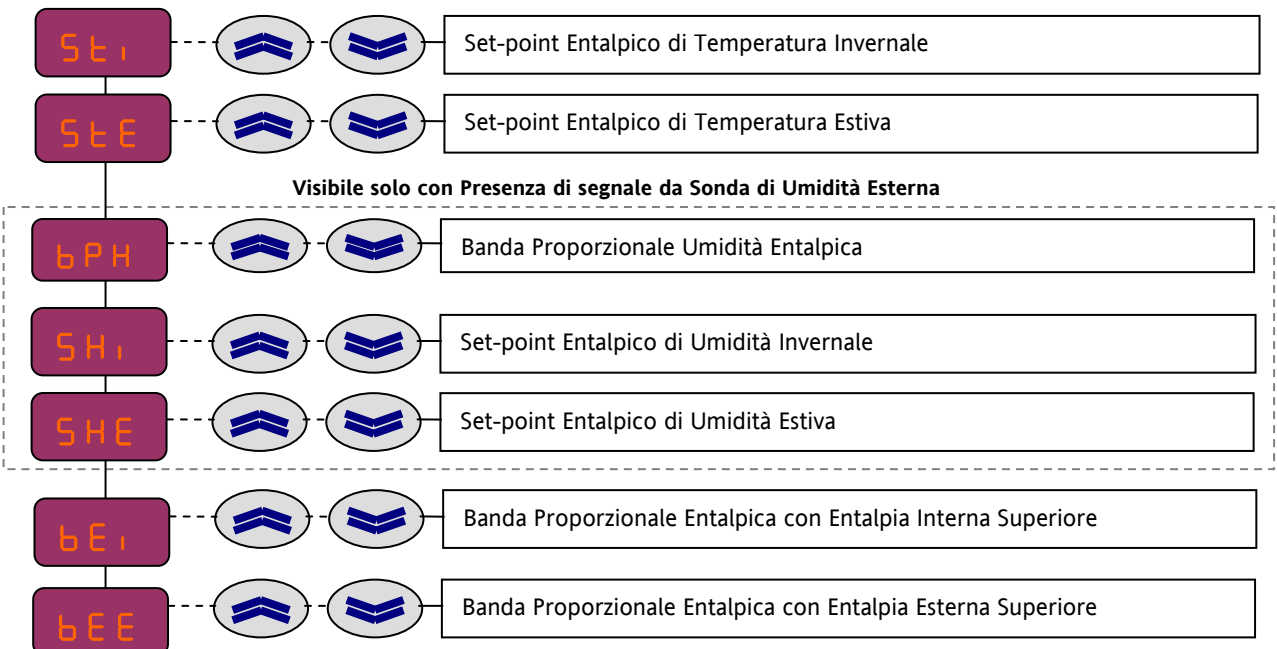 Sti Set-point Entalpico di Temperatura Invernale
StE Set-point Entalpico di Temperatura Estiva
Visibile solo con Presenza di segnale da Sonda di Umidità Esterna
bPH Banda Proporzionale Umidità Entalpica
SHi Set-point Entalpico di Umidità Invernale
SHE Set-point Entalpico di Umidità Estiva
bEi Banda Proporzionale Entalpica con Entalpia Interna Superiore
bEE Banda Proporzionale Entalpica con Entalpia Esterna Superiore